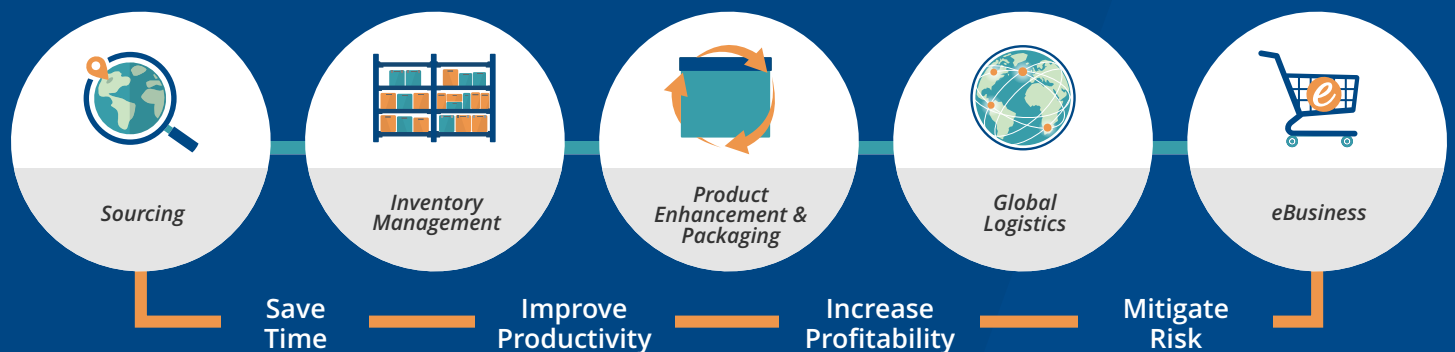 e
Sourcing
Inventory
Management
Product
Enhancement &
Packaging
Global
Logistics
eBusiness
Save
Time
Improve
Productivity
Increase
Profitability
Mitigate
Risk